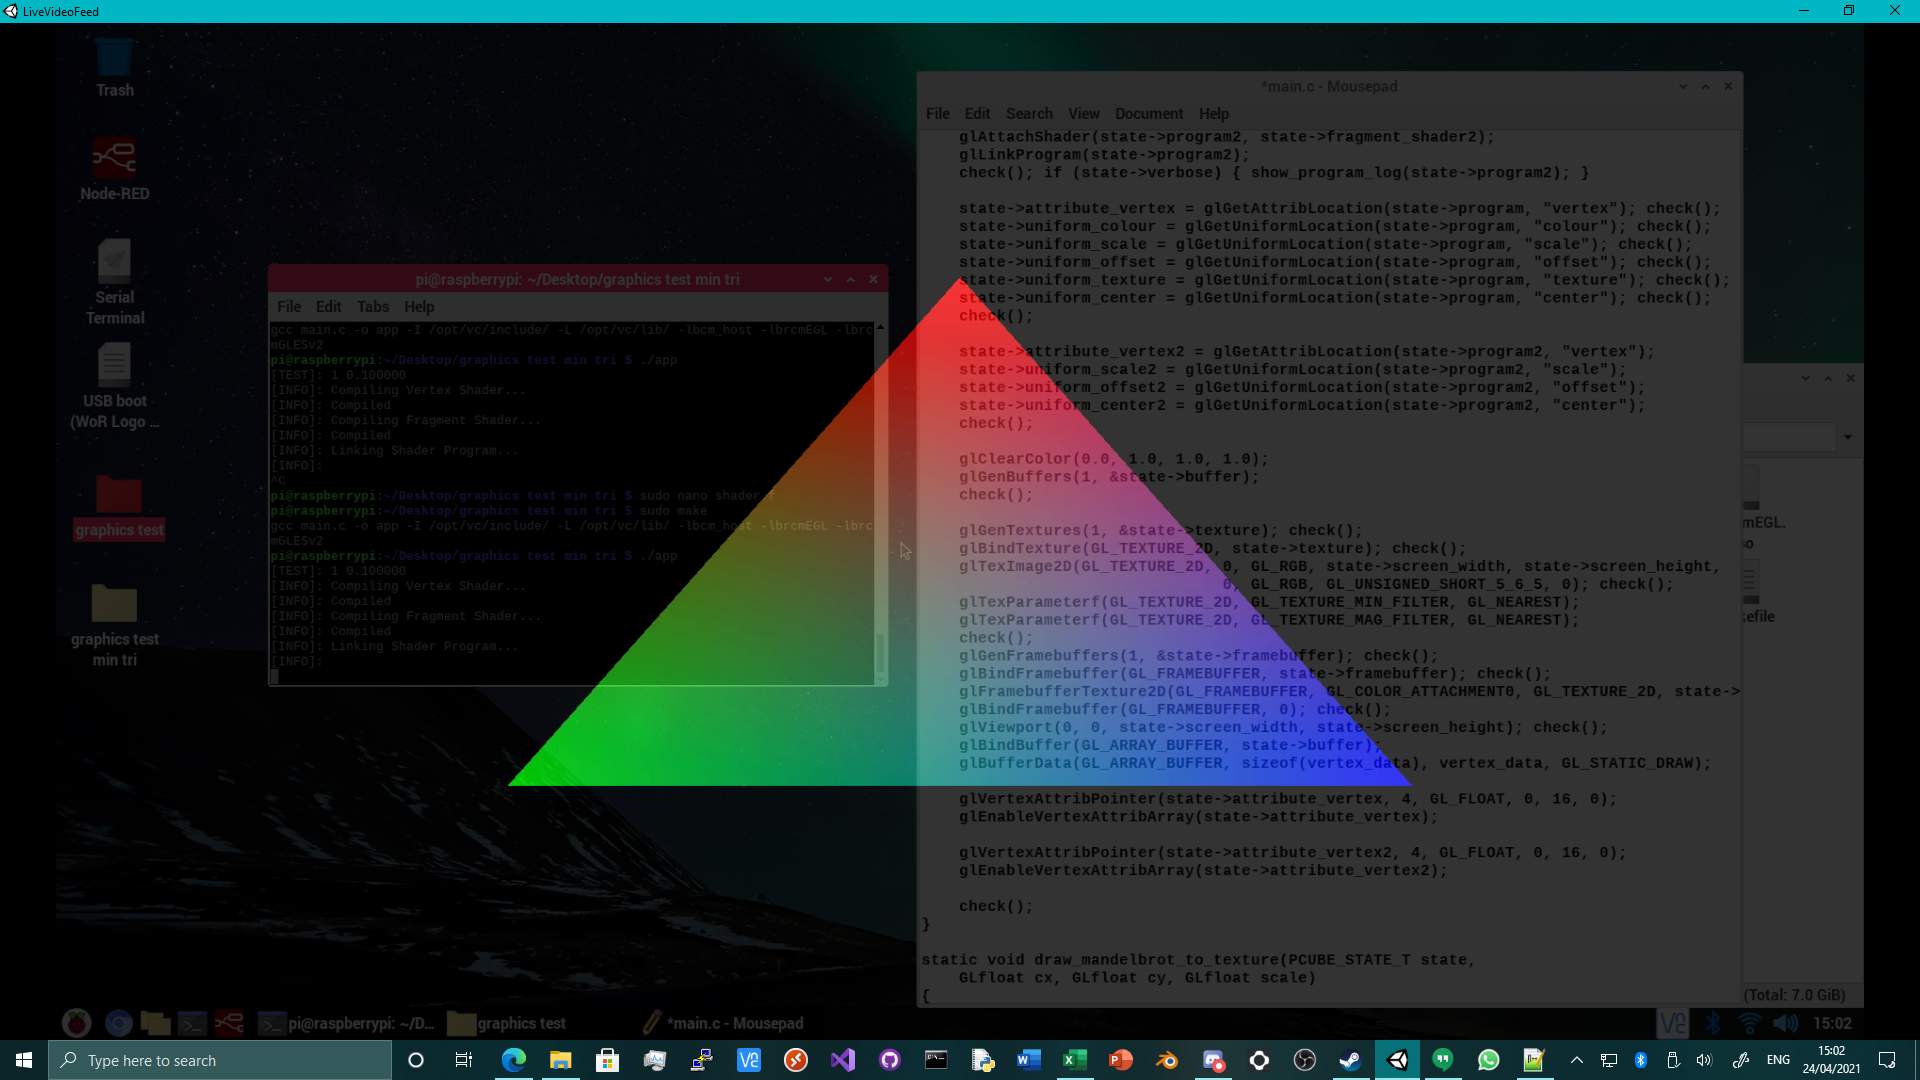 LiveVideoFeed
Trash
Node-RED
Serial
Terminal
USB boot
(WoR Logo ...
graphics test
graphics test
min tri
pi@raspberrypi: ~/Desktop/graphics test min tri
File Edit Tabs Help
gcc main.c -o app -I /opt/vc/include/ -L /opt/vc/lib/ -lbcm_host -lbrcmEGL -lbrc
mGLESv2
pi@raspberrypi:~/Desktop/graphics test min tri $ ./app
[TEST]: 1 0.100000
[INFO]: Compiling Vertex Shader...
[INFO]: Compiled
[INFO]: Compiling Fragment Shader...
[INFO]: Compiled
[INFO]: Linking Shader Program...
[INFO]:
^C
pi@raspberrypi:~/Desktop/graphics test min tri $ sudo nano shader.f
pi@raspberrypi:~/Desktop/graphics test min tri $ sudo make
gcc main.c -o app -I /opt/vc/include/ -L /opt/vc/lib/ -lbcm_host -lbrcmEGL -lbrc
mGLESv2
pi@raspberrypi:~/Desktop/graphics test min tri $ ./app
[TEST]: 1 0.100000
[INFO]: Compiling Vertex Shader...
[INFO]: Compiled
[INFO]: Compiling Fragment Shader...
[INFO]: Compiled
[INFO]: Linking Shader Program...
[INFO]:
*main.c - Mousepad
File Edit Search View Document Help
glAttachShader(state->program2, state->fragment_shader2);
glLinkProgram(state->program2);
check(); if (state->verbose) { show_program_log(state->program2); }
state->attribute_vertex = glGetAttribLocation(state->program, "vertex"); check();
state->uniform_colour = glGetUniformLocation(state->program, "colour"); check();
state->uniform_scale = glGetUniformLocation(state->program, "scale"); check();
state->uniform_offset = glGetUniformLocation(state->program, "offset"); check();
state->uniform_texture = glGetUniformLocation(state->program, "texture"); check();
state->uniform_center = glGetUniformLocation(state->program, "center"); check();
check();
state->attribute_vertex2 = glGetAttribLocation(state->program2, "vertex");
state->uniform_scale2 = glGetUniformLocation(state->program2, "scale");
state->uniform_offset2 = glGetUniformLocation(state->program2, "offset");
state->uniform_center2 = glGetUniformLocation(state->program2, "center");
check();
glClearColor(0.0, 1.0, 1.0, 1.0);
glGenBuffers(1, &state->buffer);
check();
glGenTextures(1, &state->texture); check();
glBindTexture(GL_TEXTURE_2D, state->texture); check();
glTexImage2D(GL_TEXTURE_2D, 0, GL_RGB, state->screen_width, state->screen_height,
0, GL_RGB, GL_UNSIGNED_SHORT_5_6_5, 0); check();
glTexParameterf(GL_TEXTURE_2D, GL_TEXTURE_MIN_FILTER, GL_NEAREST);
glTexParameterf(GL_TEXTURE_2D, GL_TEXTURE_MAG_FILTER, GL_NEAREST);
check();
glGenFramebuffers(1, &state->framebuffer); check();
glBindFramebuffer(GL_FRAMEBUFFER, state->framebuffer); check();
glFramebufferTexture2D(GL_FRAMEBUFFER, GL_COLOR_ATTACHMENT0, GL_TEXTURE_2D, state->
glBindFramebuffer(GL_FRAMEBUFFER, 0); check();
glViewport(0, 0, state->screen_width, state->screen_height); check();
glBindBuffer(GL_ARRAY_BUFFER, state->buffer);
glBufferData(GL_ARRAY_BUFFER, sizeof(vertex_data), vertex_data, GL_STATIC_DRAW);
glVertexAttribPointer(state->attribute_vertex, 4, GL_FLOAT, 0, 16, 0);
glEnableVertexAttribArray(state->attribute_vertex);
glVertexAttribPointer(state->attribute_vertex2, 4, GL_FLOAT, 0, 16, 0);
glEnableVertexAttribArray(state->attribute_vertex2);
check();
}
static void draw_mandelbrot_to_texture(PCUBE_STATE_T state,
GLfloat cx, GLfloat cy, GLfloat scale)
{
mEGL.
so
efile
(Total: 7.0 GiB)
pi@raspberrypi: ~/D...
graphics test
*main.c - Mousepad
15:02
Type here to search
ENG
15:02
24/04/2021